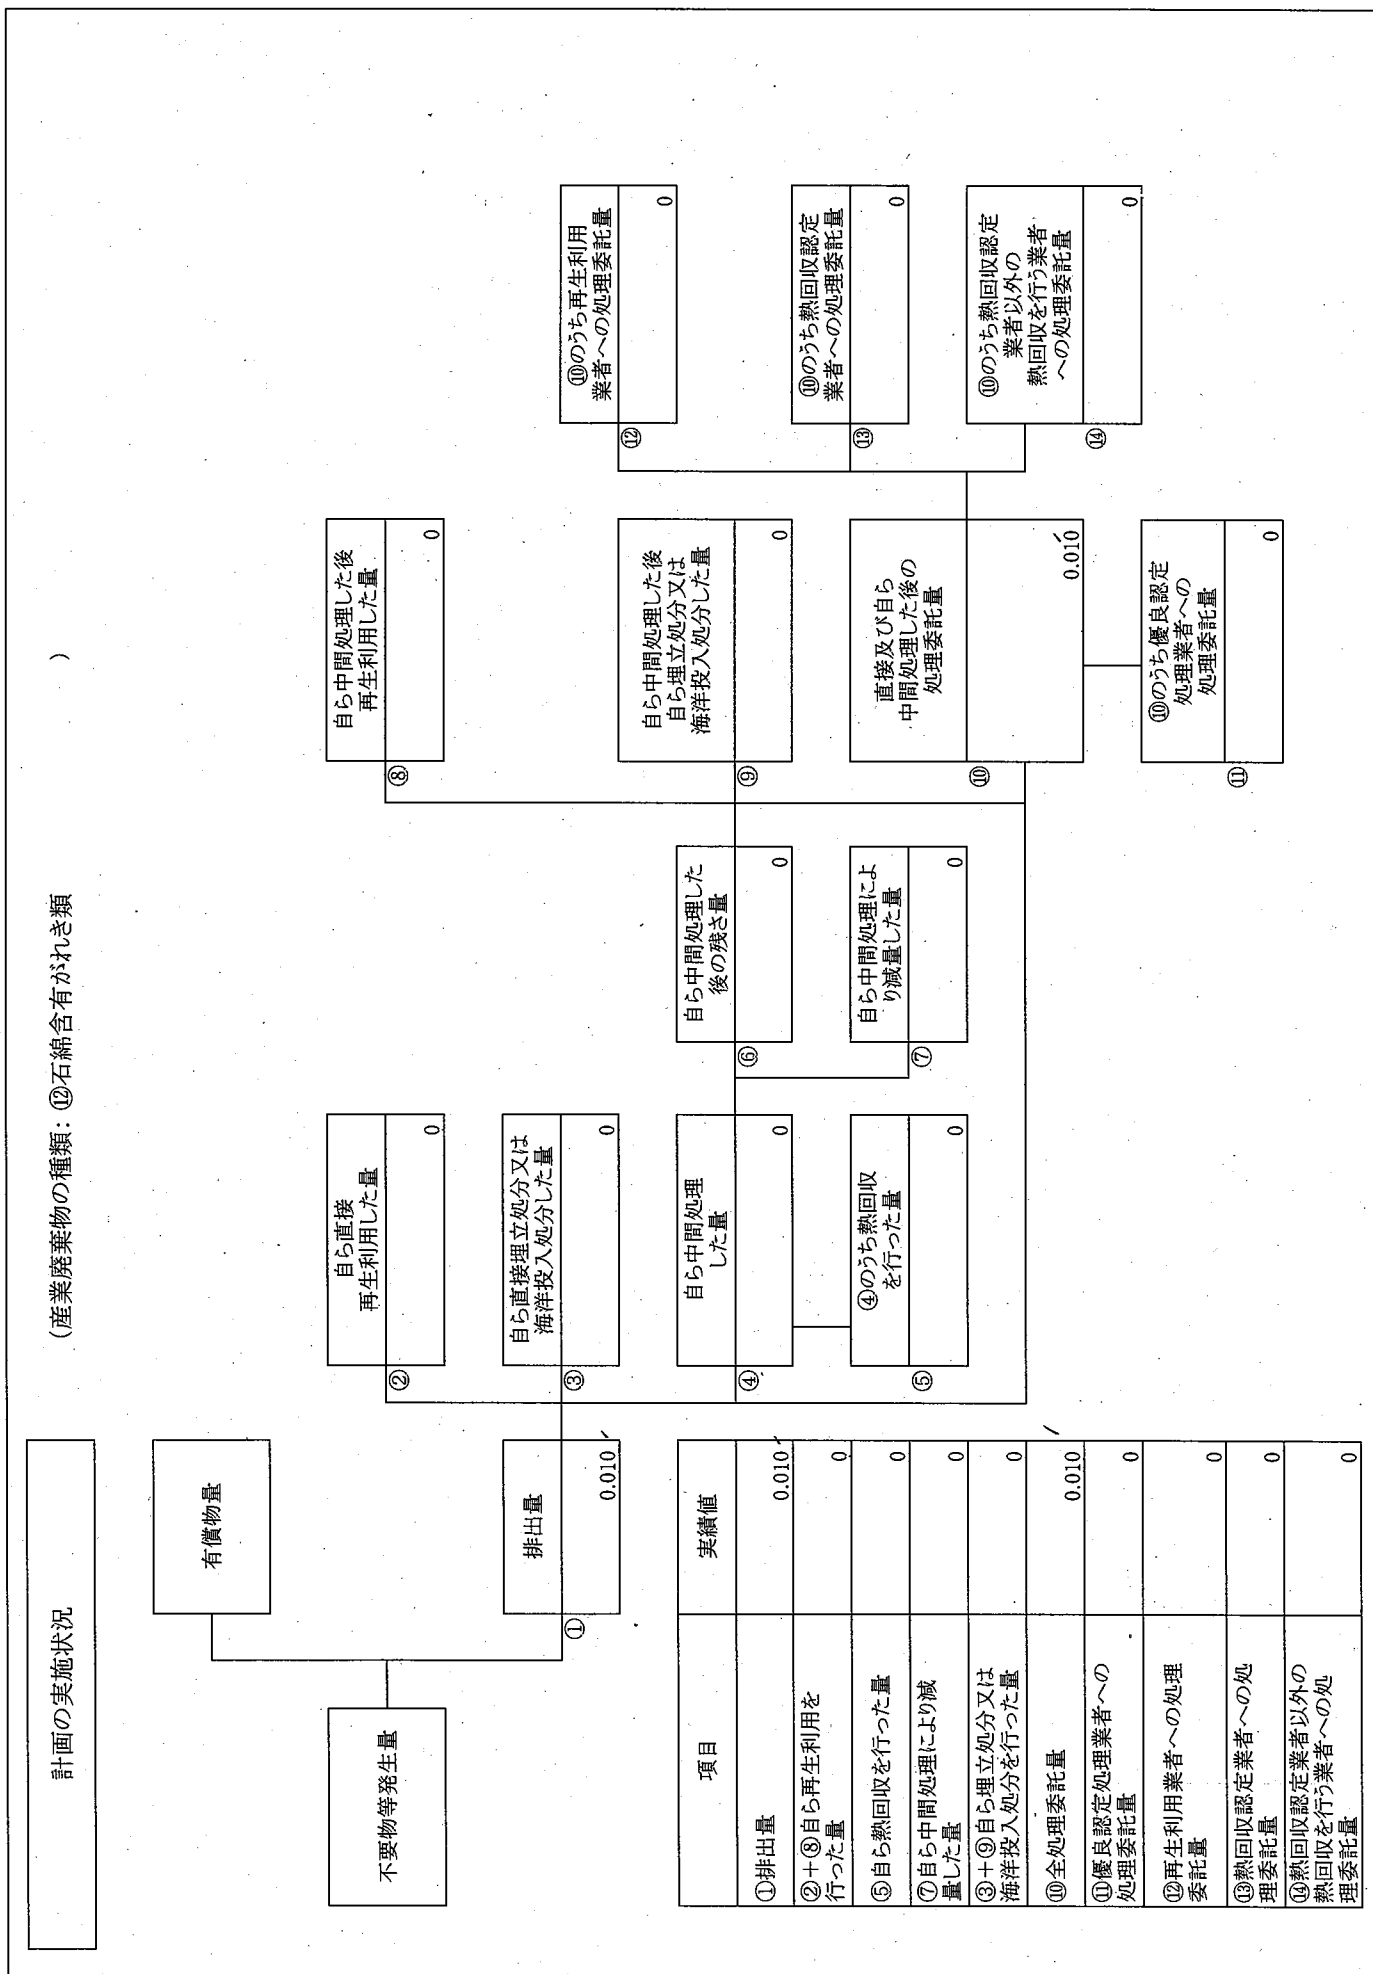 計画の実施状況
(産業廃棄物の種類：⑫石綿含有がれき類　)
不要物等発生量
有償物量
①
排出量
0.010
②
自ら直接
再生利用した量
0
③
自ら直接埋立処分又は
海洋投入処分した量
0
④
自ら中間処理
した量
0
⑤
④のうち熱回収
を行った量
0
⑥
自ら中間処理した
後の残さ量
0
⑦
自ら中間処理によ
り減量した量
0
⑧
自ら中間処理した後
再生利用した量
0
⑨
自ら中間処理した後
自ら埋立処分又は
海洋投入処分した量
0
⑩
直接及び自ら
中間処理した後の
処理委託量
0.010
⑪
⑩のうち優良認定
処理業者への
処理委託量
0
⑫
⑩のうち再生利用
業者への処理委託量
0
⑬
⑩のうち熱回収認定
業者への処理委託量
0
⑭
⑩のうち熱回収認定
業者以外の
熱回収を行う業者
への処理委託量
0
項目 実績値
①排出量 0.010
②+⑧自ら再生利用を
行った量 0
⑤自ら熱回収を行った量 0
⑦自ら中間処理により減
量した量 0
③+⑨自ら埋立処分又は
海洋投入処分を行った量 0
⑩全処理委託量 0.010
⑪優良認定処理業者への
処理委託量 0
⑫再生利用業者への処理
委託量 0
⑬熱回収認定業者への処
理委託量 0
⑭熱回収認定業者以外の
熱回収を行う業者への処
理委託量 0